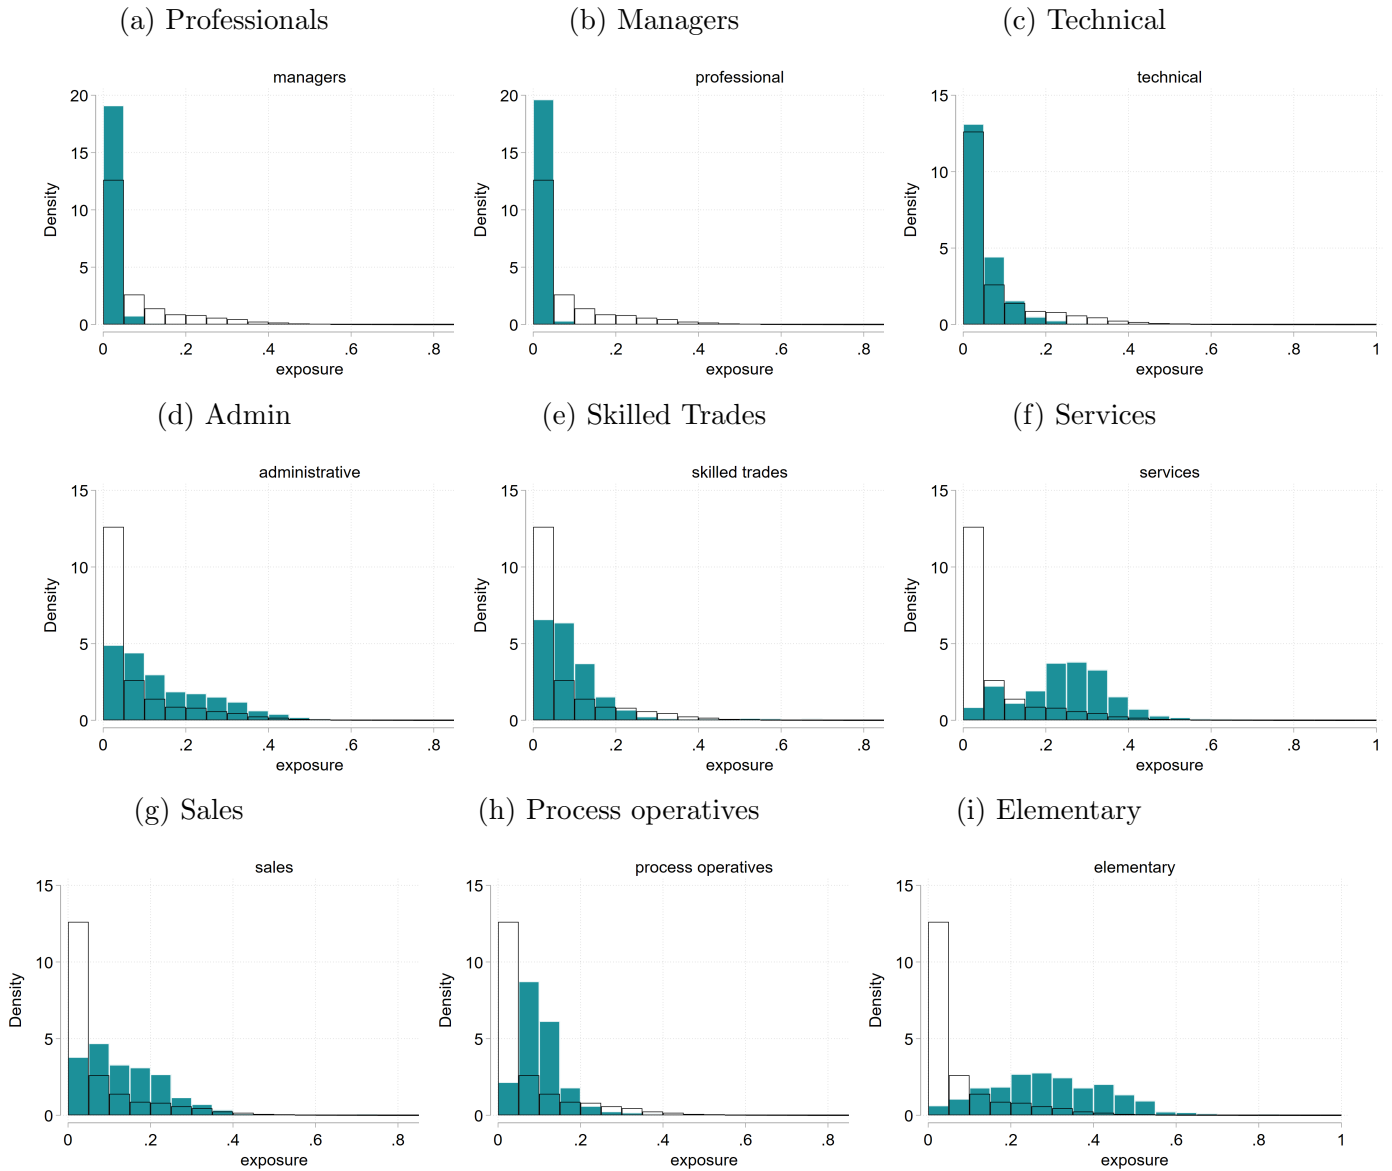 (a) Professionals
(b) Managers
(c) Technical
managers
20
15
10
5
0
Density
0 .2 .4 .6 .8
exposure
professional
20
15
10
5
0
Density
0 .2 .4 .6 .8
exposure
technical
15
10
5
0
Density
0 .2 .4 .6 .8 1
exposure
(d) Admin
(e) Skilled Trades
(f) Services
administrative
15
10
5
0
Density
0 .2 .4 .6 .8
exposure
skilled trades
15
10
5
0
Density
0 .2 .4 .6 .8
exposure
services
15
10
5
0
Density
0 .2 .4 .6 .8 1
exposure
(g) Sales
(h) Process operatives
(i) Elementary
sales
15
10
5
0
Density
0 .2 .4 .6 .8
exposure
process operatives
15
10
5
0
Density
0 .2 .4 .6 .8
exposure
elementary
15
10
5
0
Density
0 .2 .4 .6 .8 1
exposure